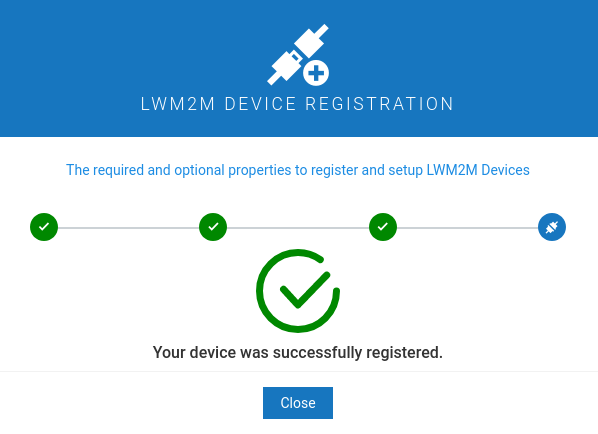 LWM2M DEVICE REGISTRATION
The required and optional properties to register and setup LWM2M Devices
Your device was successfully registered.
Close